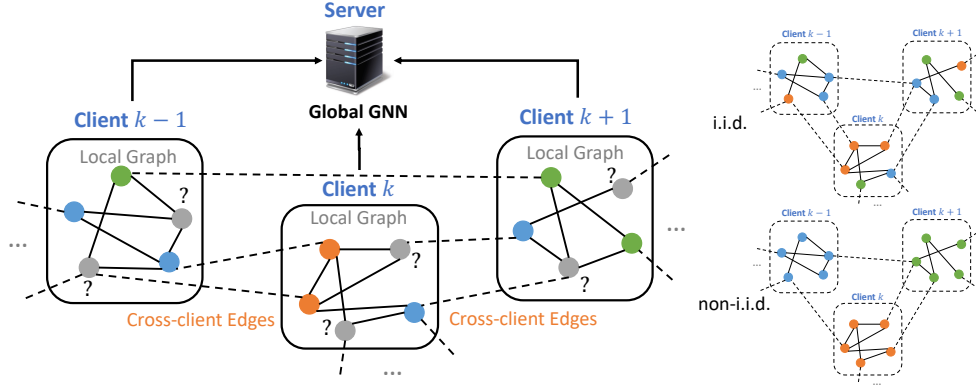 Server
Global GNN
Client k − 1
Local Graph
?
?
...
Client k
Local Graph
?
?
...
Client k + 1
Local Graph
?
?
...
Cross-client Edges
Cross-client Edges
i.i.d.
Client k − 1
Client k + 1
Client k
...
...
non-i.i.d.
Client k − 1
Client k + 1
Client k
...
...